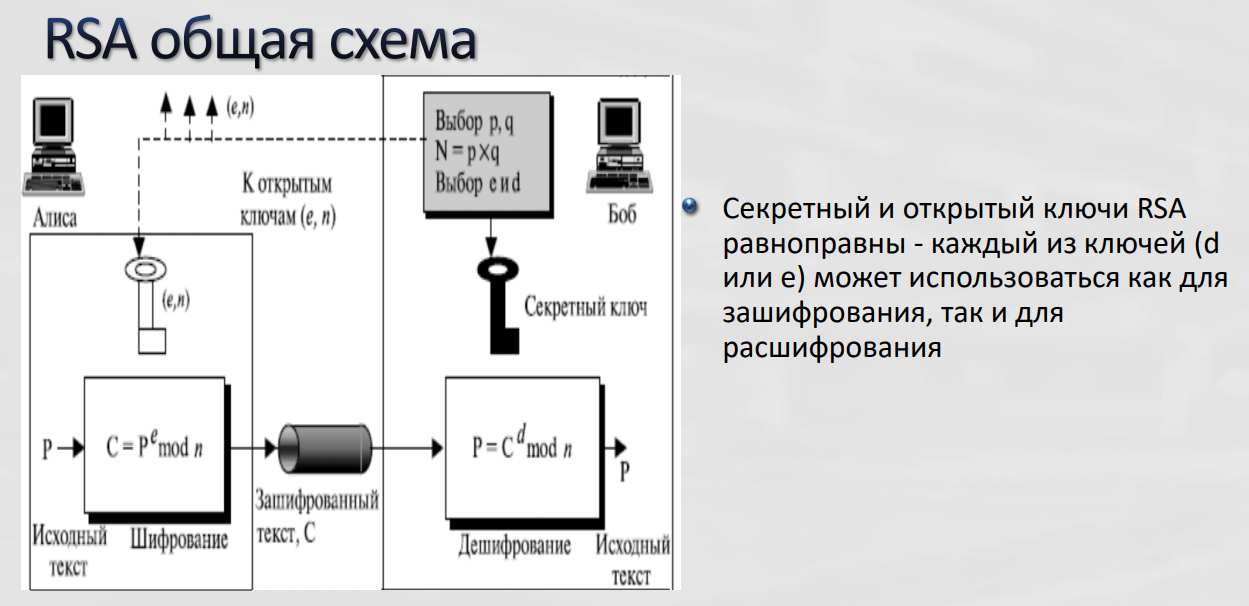 RSA общая схема
(e,n)
Выбор p, q
N = p×q
Выбор e и d
К открытым
ключам (e, n)
Алиса
Боб
(e,n)
Секретный ключ
P
C = P^e mod n
P = C^d mod n
P
Зашифрованный
текст, C
Исходный
текст
Шифрование
Дешифрование
Исходный
текст
Секретный и открытый ключи RSA
равноправны - каждый из ключей (d
или e) может использоваться как для
зашифрования, так и для
расшифрования